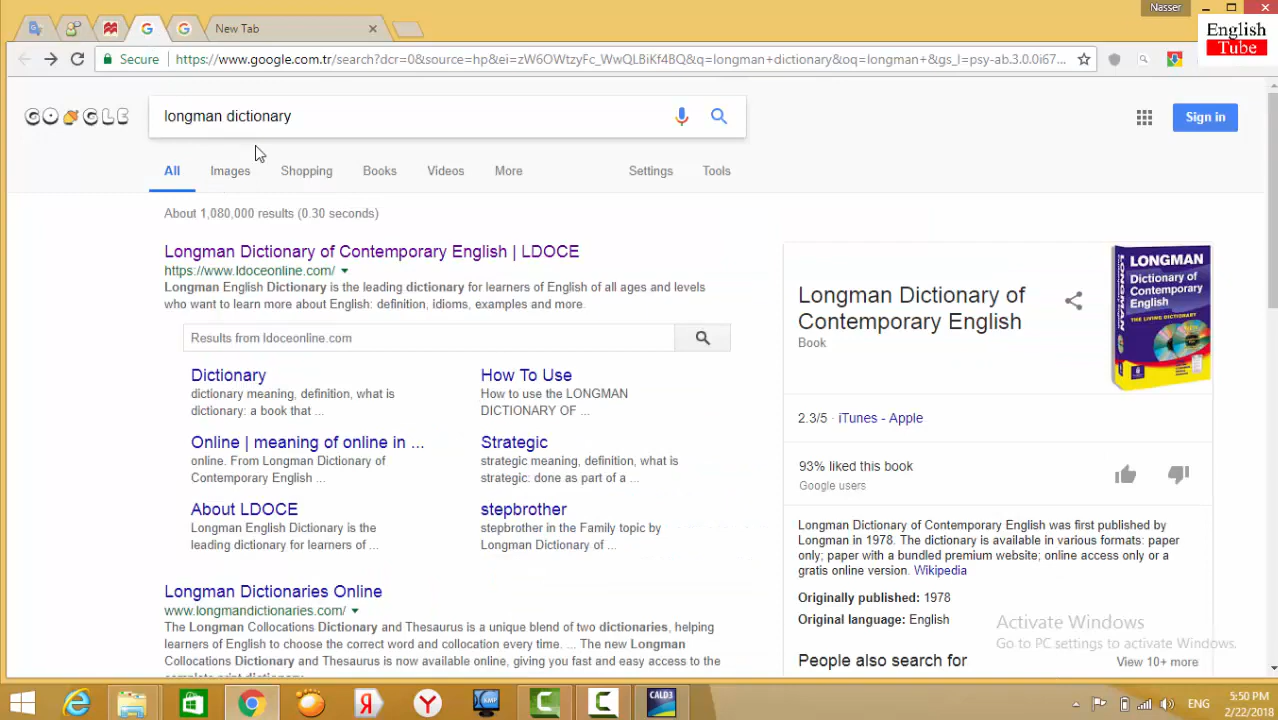 Nasser
English
Tube
New Tab
Secure
https://www.google.com.tr/search?dcr=0&source=hp&ei=zW6OWtzyFc_WwQLBiKf4BQ&q=longman+dictionary&oq=longman+&gs_l=psy-ab.3.0.0i67...
GOOGLE
longman dictionary
Sign in
All Images Shopping Books Videos More Settings Tools
About 1,080,000 results (0.30 seconds)
Longman Dictionary of Contemporary English | LDOCE
https://www.ldoceonline.com/
Longman English Dictionary is the leading dictionary for learners of English of all ages and levels
who want to learn more about English: definition, idioms, examples and more.
Results from ldoceonline.com
Dictionary
dictionary meaning, definition, what is
dictionary: a book that ...
How To Use
How to use the LONGMAN
DICTIONARY OF ...
Online | meaning of online in ...
online. From Longman Dictionary of
Contemporary English ...
Strategic
strategic meaning, definition, what is
strategic: done as part of a ...
About LDOCE
Longman English Dictionary is the
leading dictionary for learners of ...
stepbrother
stepbrother in the Family topic by
Longman Dictionary of ...
Longman Dictionaries Online
www.longmandictionaries.com/
The Longman Collocations Dictionary and Thesaurus is a unique blend of two dictionaries, helping
learners of English to choose the correct word and collocation every time. ... The new Longman
Collocations Dictionary and Thesaurus is now available online, giving you fast and easy access to the
complete print dictionary
Longman Dictionary of
Contemporary English
Book
LONGMAN
Dictionary of
Contemporary
English
THE LIVING DICTIONARY
LONGMAN
2.3/5 · iTunes - Apple
93% liked this book
Google users
Longman Dictionary of Contemporary English was first published by
Longman in 1978. The dictionary is available in various formats: paper
only; paper with a bundled premium website; online access only or a
gratis online version. Wikipedia
Originally published: 1978
Original language: English
People also search for
View 10+ more
Activate Windows
Go to PC settings to activate Windows.
KMP
CALD3
ENG
5:50 PM
2/22/2018